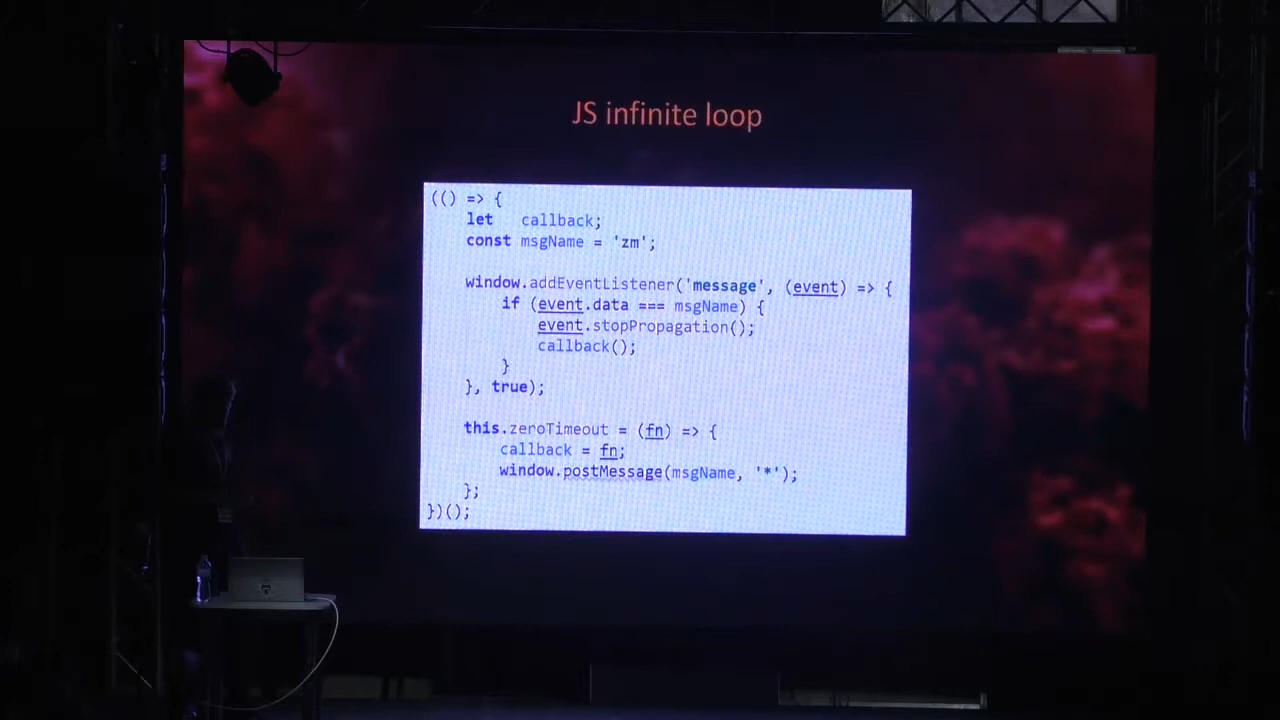 JS infinite loop
(() => {
let callback;
const msgName = 'zm';
window.addEventListener('message', (event) => {
if (event.data === msgName) {
event.stopPropagation();
callback();
}
}, true);
this.zeroTimeout = (fn) => {
callback = fn;
window.postMessage(msgName, '*');
};
})();